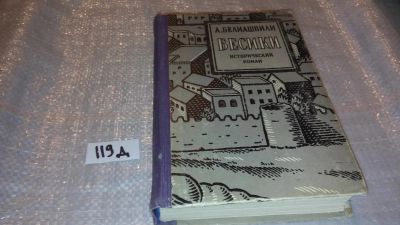 А. БЕЛИАШВИЛИ
БЕСИКИ
ИСТОРИЧЕСКИЙ
РОМАН
119д